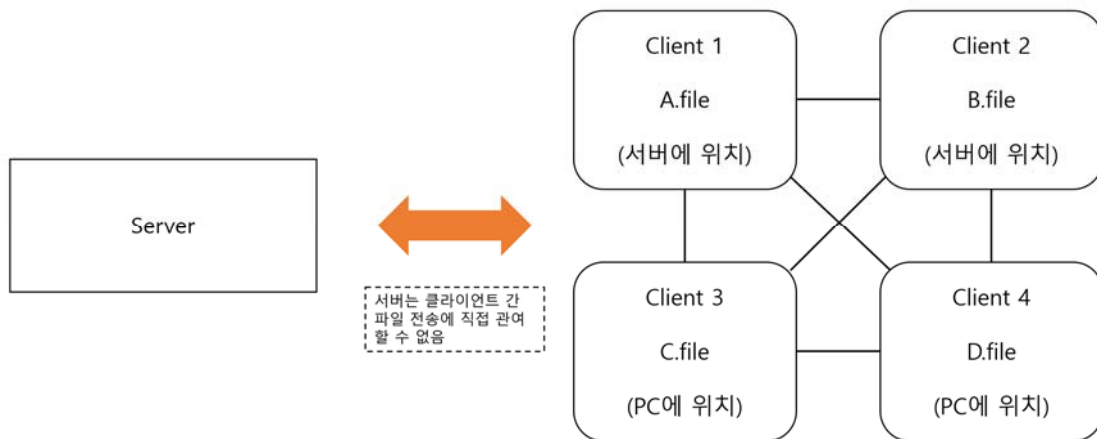 Server
서버는 클라이언트 간
파일 전송에 직접 관여
할 수 없음
Client 1
A.file
(서버에 위치)
Client 2
B.file
(서버에 위치)
Client 3
C.file
(PC에 위치)
Client 4
D.file
(PC에 위치)